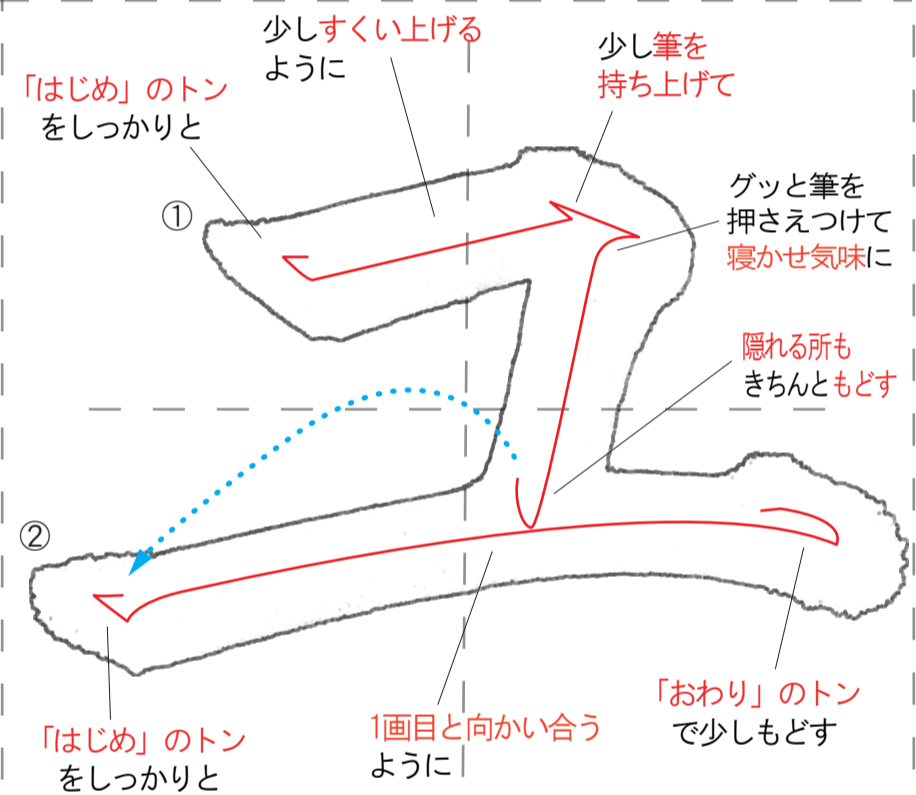 少しすくい上げる
ように
少し筆を
持ち上げて
「はじめ」のトン
をしっかりと
①
グッと筆を
押さえつけて
寝かせ気味に
隠れる所も
きちんともどす
②
「はじめ」のトン
をしっかりと
1画目と向かい合う
ように
「おわり」のトン
で少しもどす